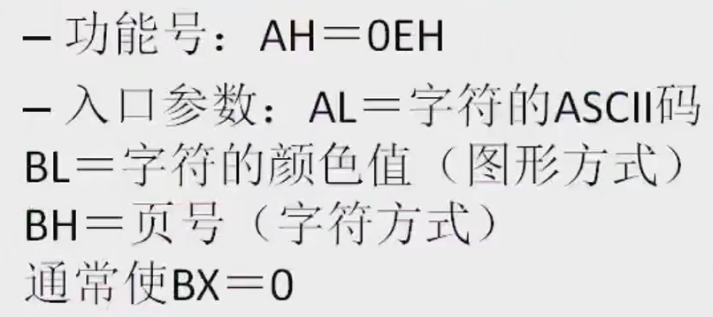 – 功能号：AH＝0EH
– 入口参数：AL＝字符的ASCII码
BL＝字符的颜色值（图形方式）
BH＝页号（字符方式）
通常使BX＝0